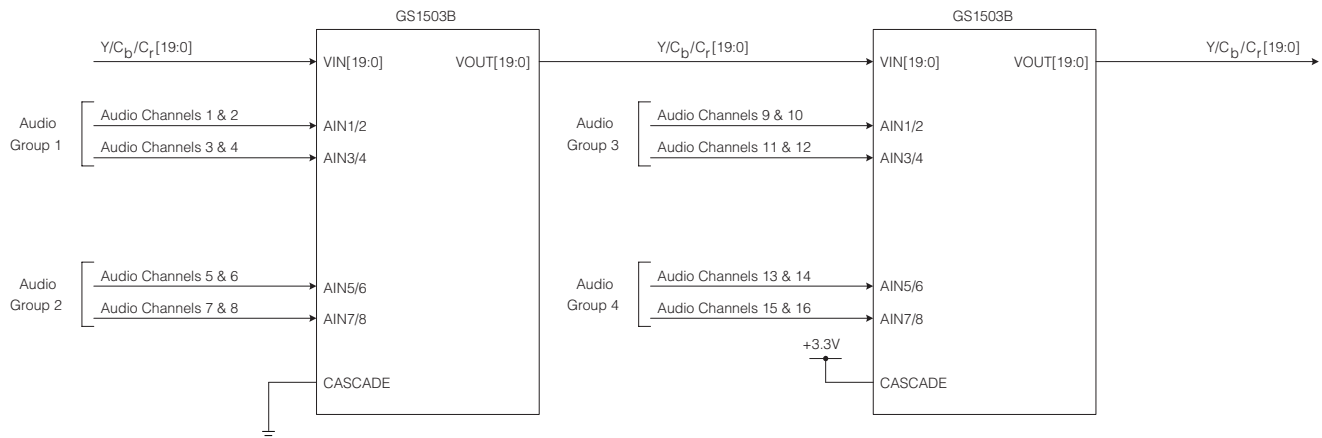 GS1503B
GS1503B
Y/Cb/Cr[19:0]
VIN[19:0]
VOUT[19:0]
Y/Cb/Cr[19:0]
VIN[19:0]
VOUT[19:0]
Y/Cb/Cr[19:0]
Audio
Group 1
Audio Channels 1 & 2
AIN1/2
Audio Channels 3 & 4
AIN3/4
Audio
Group 3
Audio Channels 9 & 10
AIN1/2
Audio Channels 11 & 12
AIN3/4
Audio
Group 2
Audio Channels 5 & 6
AIN5/6
Audio Channels 7 & 8
AIN7/8
Audio
Group 4
Audio Channels 13 & 14
AIN5/6
Audio Channels 15 & 16
AIN7/8
+3.3V
CASCADE
CASCADE